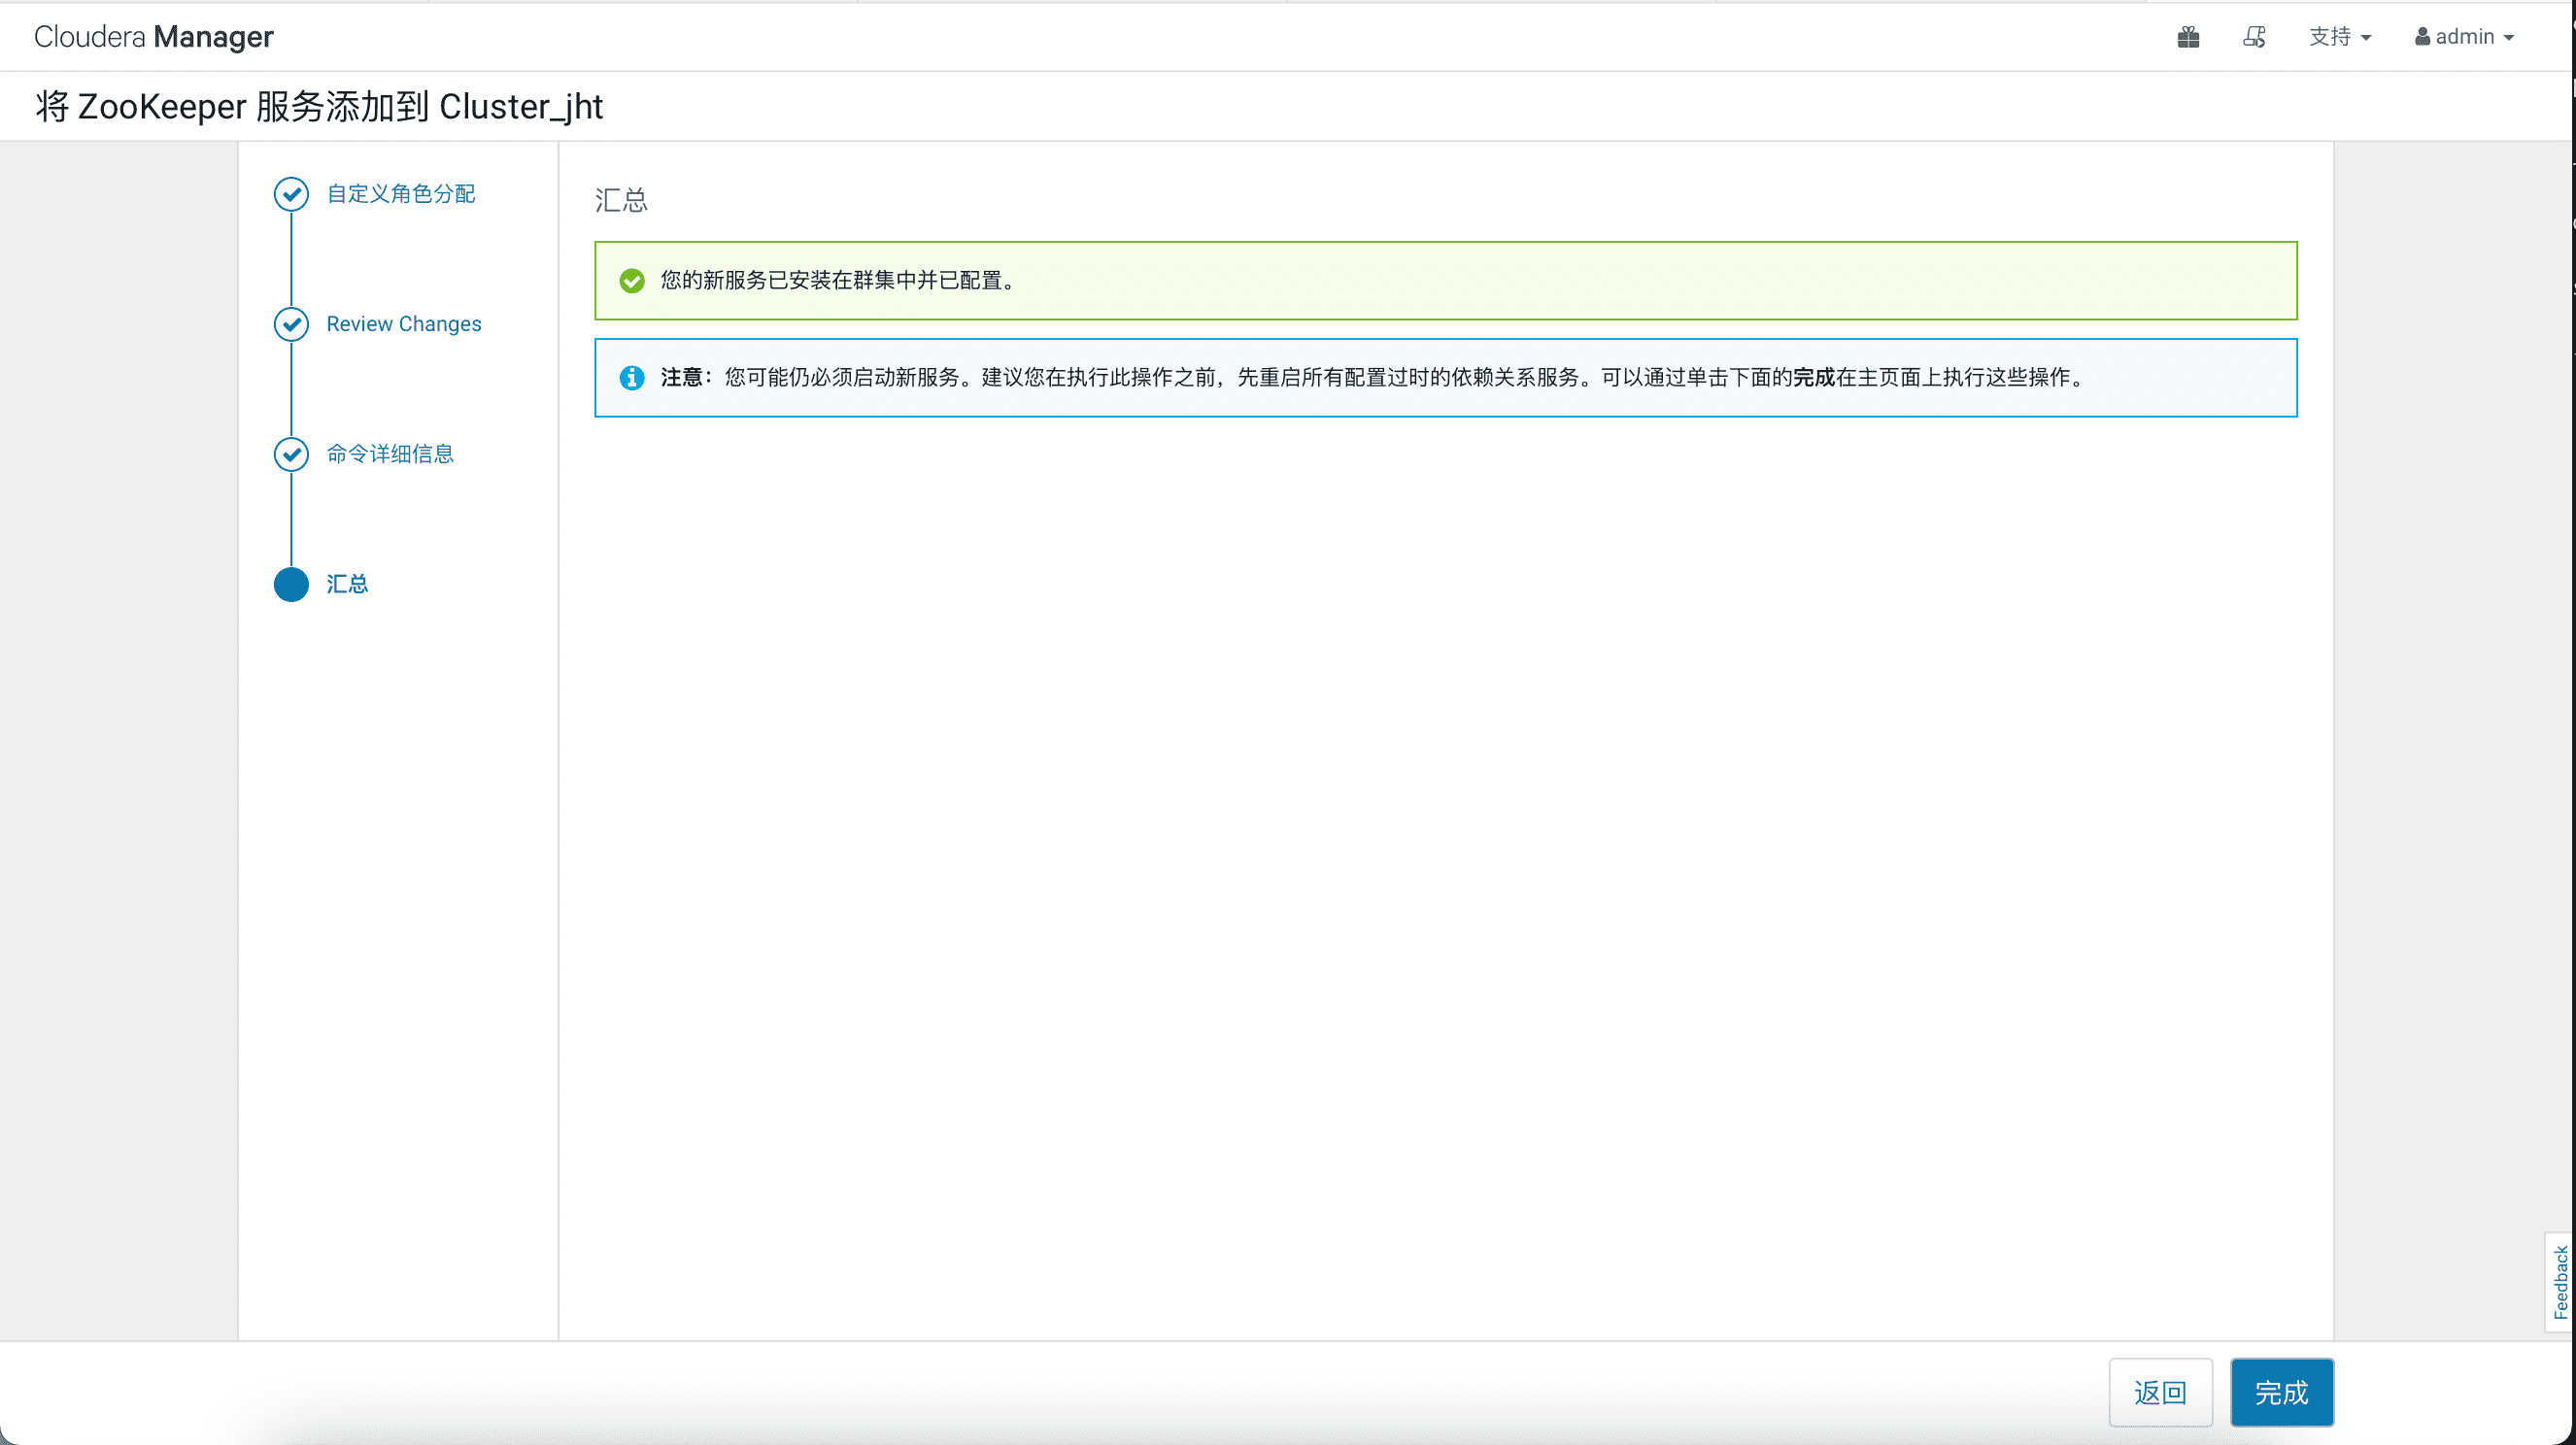 Cloudera Manager
支持
admin
将 ZooKeeper 服务添加到 Cluster_jht
自定义角色分配
Review Changes
命令详细信息
汇总
汇总
您的新服务已安装在群集中并已配置。
注意：您可能仍必须启动新服务。建议您在执行此操作之前，先重启所有配置过时的依赖关系服务。可以通过单击下面的完成在主页面上执行这些操作。
Feedback
返回
完成